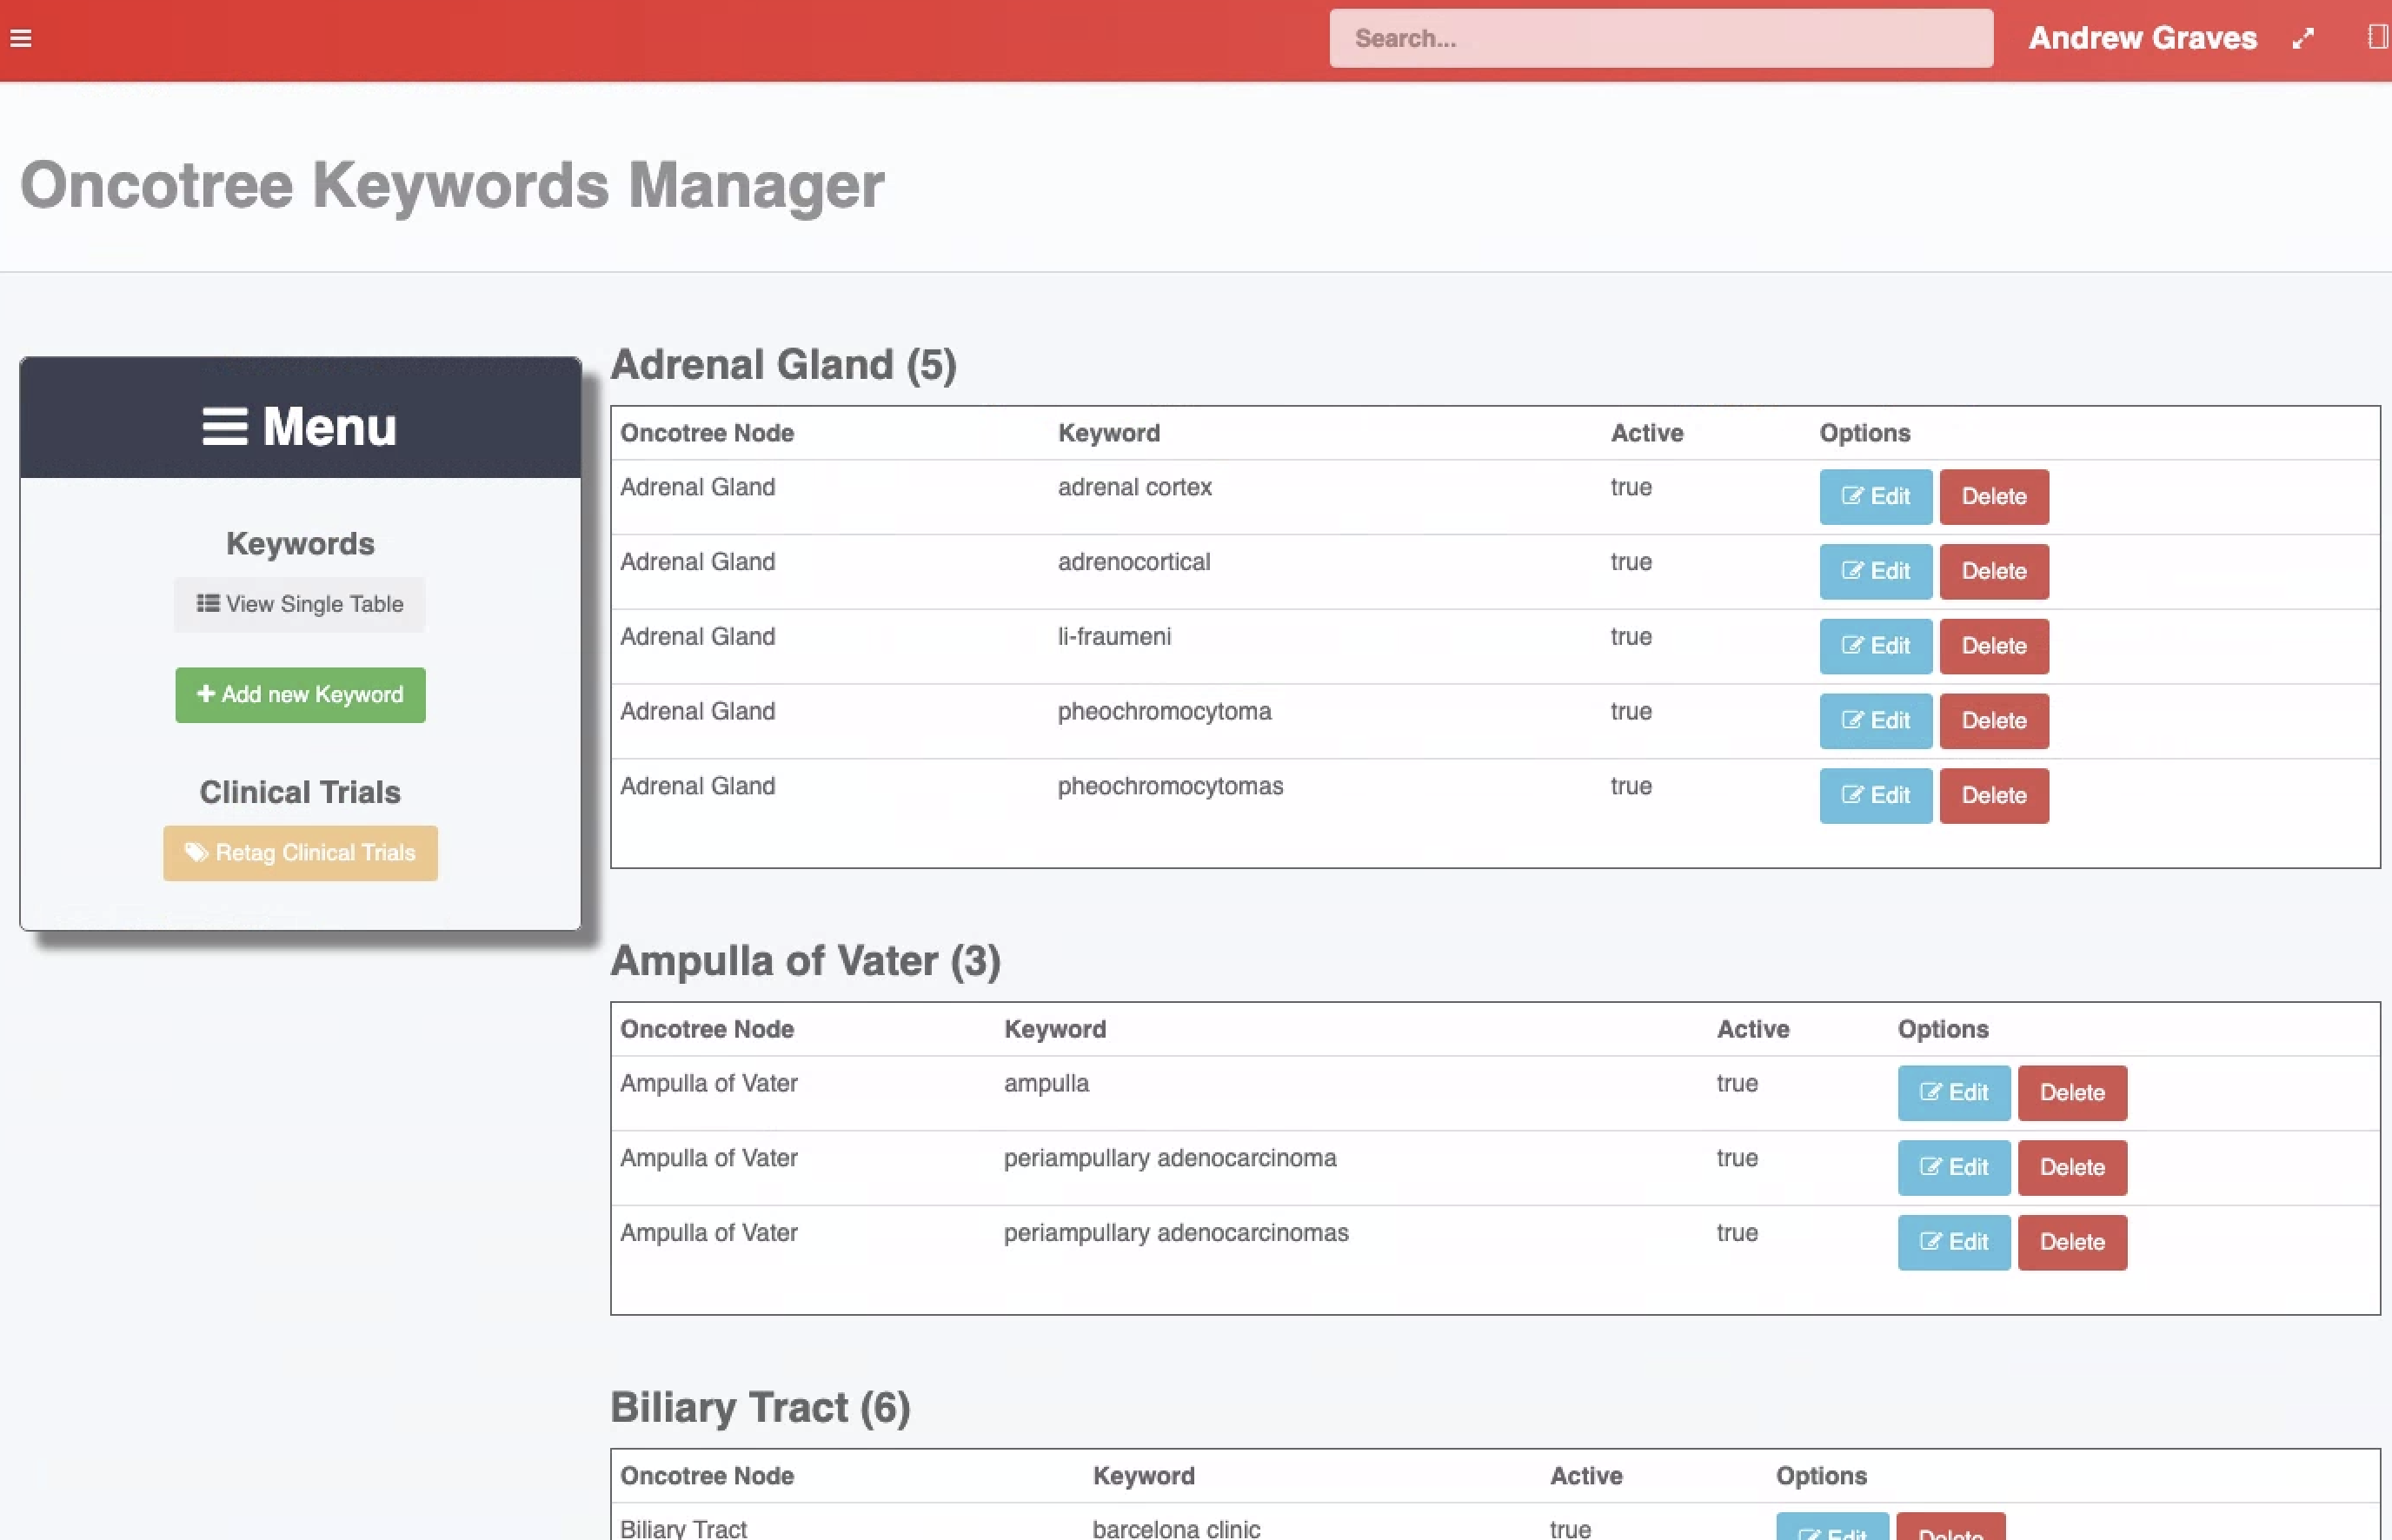 Search...
Andrew Graves
Oncotree Keywords Manager
Menu
Keywords
View Single Table
Add new Keyword
Clinical Trials
Retag Clinical Trials
Adrenal Gland (5)
Oncotree Node Keyword Active Options
Adrenal Gland adrenal cortex true Edit Delete
Adrenal Gland adrenocortical true Edit Delete
Adrenal Gland li-fraumeni true Edit Delete
Adrenal Gland pheochromocytoma true Edit Delete
Adrenal Gland pheochromocytomas true Edit Delete
Ampulla of Vater (3)
Oncotree Node Keyword Active Options
Ampulla of Vater ampulla true Edit Delete
Ampulla of Vater periampullary adenocarcinoma true Edit Delete
Ampulla of Vater periampullary adenocarcinomas true Edit Delete
Biliary Tract (6)
Oncotree Node Keyword Active Options
Biliary Tract barcelona clinic true Edit Delete